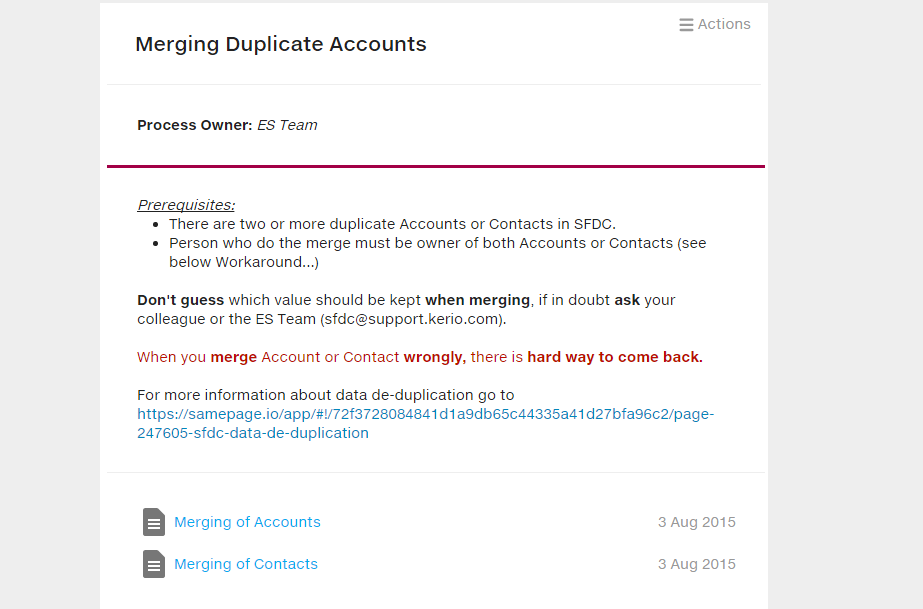 Actions
Merging Duplicate Accounts
Process Owner: ES Team
Prerequisites:
• There are two or more duplicate Accounts or Contacts in SFDC.
• Person who do the merge must be owner of both Accounts or Contacts (see
below Workaround...)
Don't guess which value should be kept when merging, if in doubt ask your
colleague or the ES Team (sfdc@support.kerio.com).
When you merge Account or Contact wrongly, there is hard way to come back.
For more information about data de-duplication go to
https://samepage.io/app/#!/72f3728084841d1a9db65c44335a41d27bfa96c2/page-
247605-sfdc-data-de-duplication
Merging of Accounts 3 Aug 2015
Merging of Contacts 3 Aug 2015